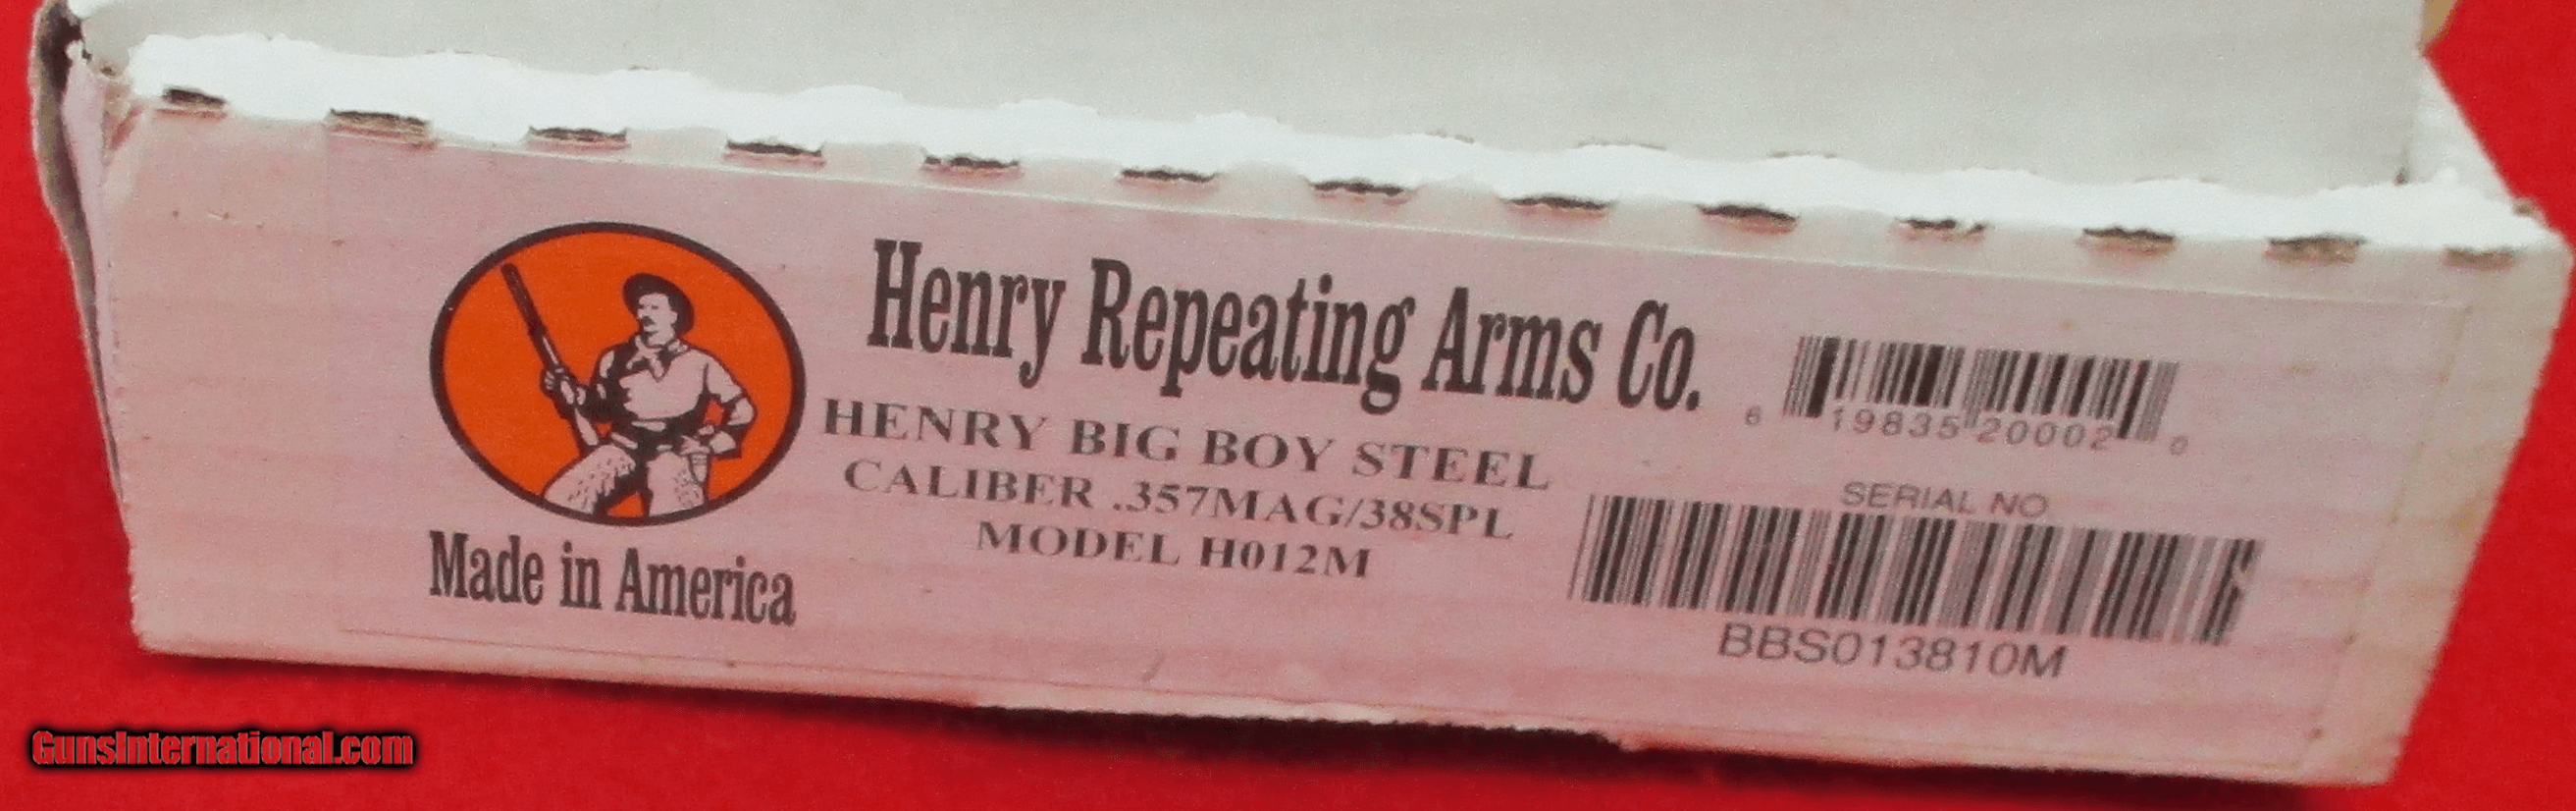 Henry Repeating Arms Co.
HENRY BIG BOY STEEL
CALIBER .357MAG/38SPL
MODEL H012M
Made in America
6 19835 20002 0
SERIAL NO
BBS013810M
GunsInternational.com